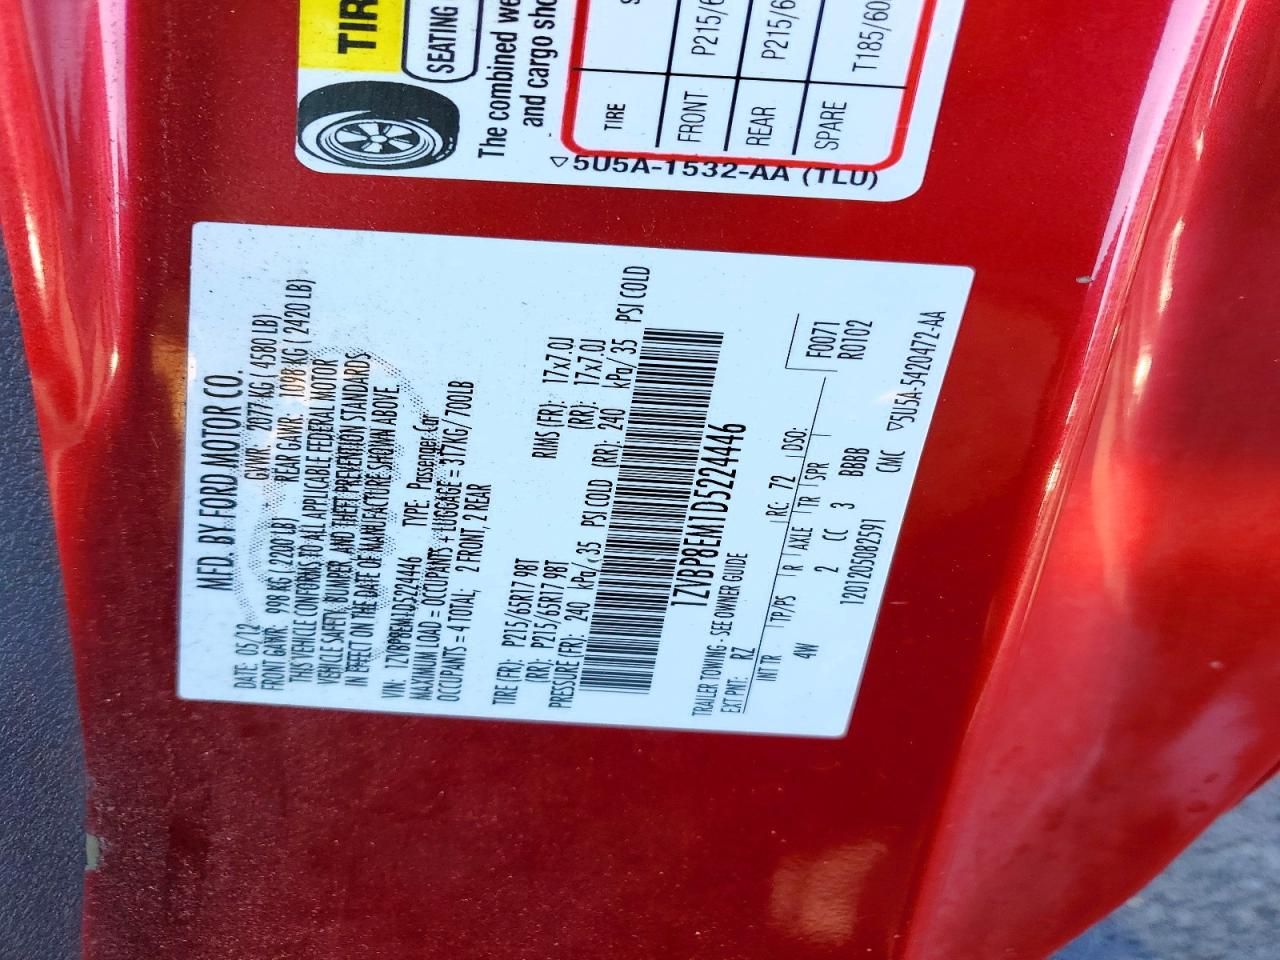 TIR
SEATING
The combined we
and cargo sho
TIRE S
FRONT P215/6
REAR P215/6
SPARE T185/60
5U5A-1532-AA (TLU)
MFD. BY FORD MOTOR CO.
DATE: 05/12 GVWR: 2077 KG ( 4580 LB)
FRONT GAWR: 998 KG ( 2200 LB) REAR GAWR: 1098 KG ( 2420 LB)
THIS VEHICLE CONFORMS TO ALL APPLICABLE FEDERAL MOTOR
VEHICLE SAFETY, BUMPER, AND THEFT PREVENTION STANDARDS
IN EFFECT ON THE DATE OF MANUFACTURE SHOWN ABOVE.
VIN: 1ZVBP8EM1D5224446 TYPE: Passenger Car
MAXIMUM LOAD = OCCUPANTS + LUGGAGE = 317KG/700LB
OCCUPANTS = 4 TOTAL; 2 FRONT, 2 REAR
TIRE (FR): P215/65R17 98T RIMS (FR): 17x7.0J
(RR): P215/65R17 98T (RR): 17x7.0J
PRESSURE (FR): 240 kPa/ 35 PSI COLD (RR): 240 kPa/ 35 PSI COLD
1ZVBP8EM1D5224446
TRAILER TOWING - SEE OWNER GUIDE
EXT PNT: RZ RC: 72 DSO: F0071
INT TR TP/PS R AXLE TR SPR R0102
4W 2 CC 3 BBBB
12012050825​91 CMC 5U5A-5420472-AA